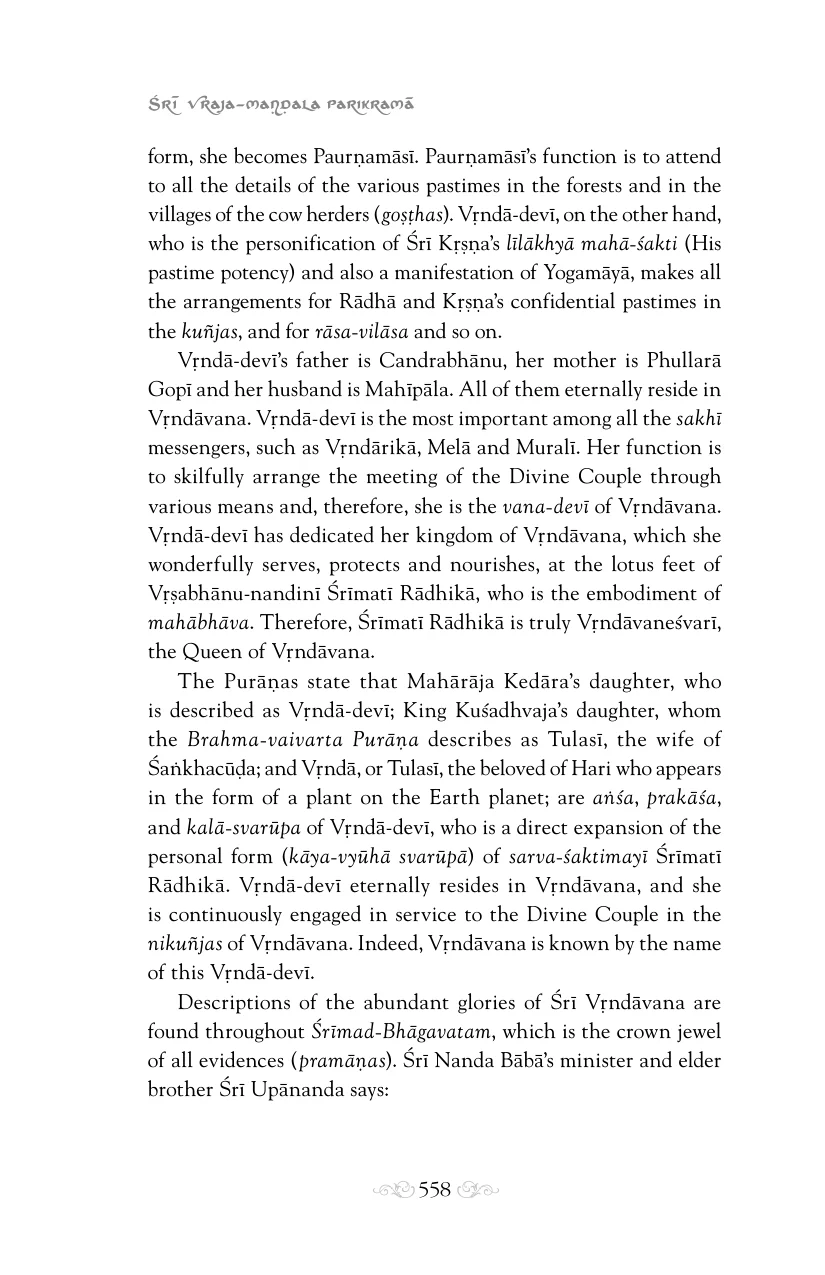 Śrī Vraja-maṇḍala Parikramā
form, she becomes Paurṇamāsī. Paurṇamāsī’s function is to attend
to all the details of the various pastimes in the forests and in the
villages of the cow herders (goṣṭhas). Vṛndā-devī, on the other hand,
who is the personification of Śrī Kṛṣṇa’s līlākhyā mahā-śakti (His
pastime potency) and also a manifestation of Yogamāyā, makes all
the arrangements for Rādhā and Kṛṣṇa’s confidential pastimes in
the kuñjas, and for rāsa-vilāsa and so on.
Vṛndā-devī’s father is Candrabhānu, her mother is Phullarā
Gopī and her husband is Mahīpāla. All of them eternally reside in
Vṛndāvana. Vṛndā-devī is the most important among all the sakhī
messengers, such as Vṛndārikā, Melā and Muralī. Her function is
to skilfully arrange the meeting of the Divine Couple through
various means and, therefore, she is the vana-devī of Vṛndāvana.
Vṛndā-devī has dedicated her kingdom of Vṛndāvana, which she
wonderfully serves, protects and nourishes, at the lotus feet of
Vṛṣabhānu-nandinī Śrīmatī Rādhikā, who is the embodiment of
mahābhāva. Therefore, Śrīmatī Rādhikā is truly Vṛndāvaneśvarī,
the Queen of Vṛndāvana.
The Purāṇas state that Mahārāja Kedāra’s daughter, who
is described as Vṛndā-devī; King Kuśadhvaja’s daughter, whom
the Brahma-vaivarta Purāṇa describes as Tulasī, the wife of
Śaṅkhacūḍa; and Vṛndā, or Tulasī, the beloved of Hari who appears
in the form of a plant on the Earth planet; are aṅśa, prakāśa,
and kalā-svarūpa of Vṛndā-devī, who is a direct expansion of the
personal form (kāya-vyūhā svarūpā) of sarva-śaktimayī Śrīmatī
Rādhikā. Vṛndā-devī eternally resides in Vṛndāvana, and she
is continuously engaged in service to the Divine Couple in the
nikuñjas of Vṛndāvana. Indeed, Vṛndāvana is known by the name
of this Vṛndā-devī.
Descriptions of the abundant glories of Śrī Vṛndāvana are
found throughout Śrīmad-Bhāgavatam, which is the crown jewel
of all evidences (pramāṇas). Śrī Nanda Bābā’s minister and elder
brother Śrī Upānanda says:
558